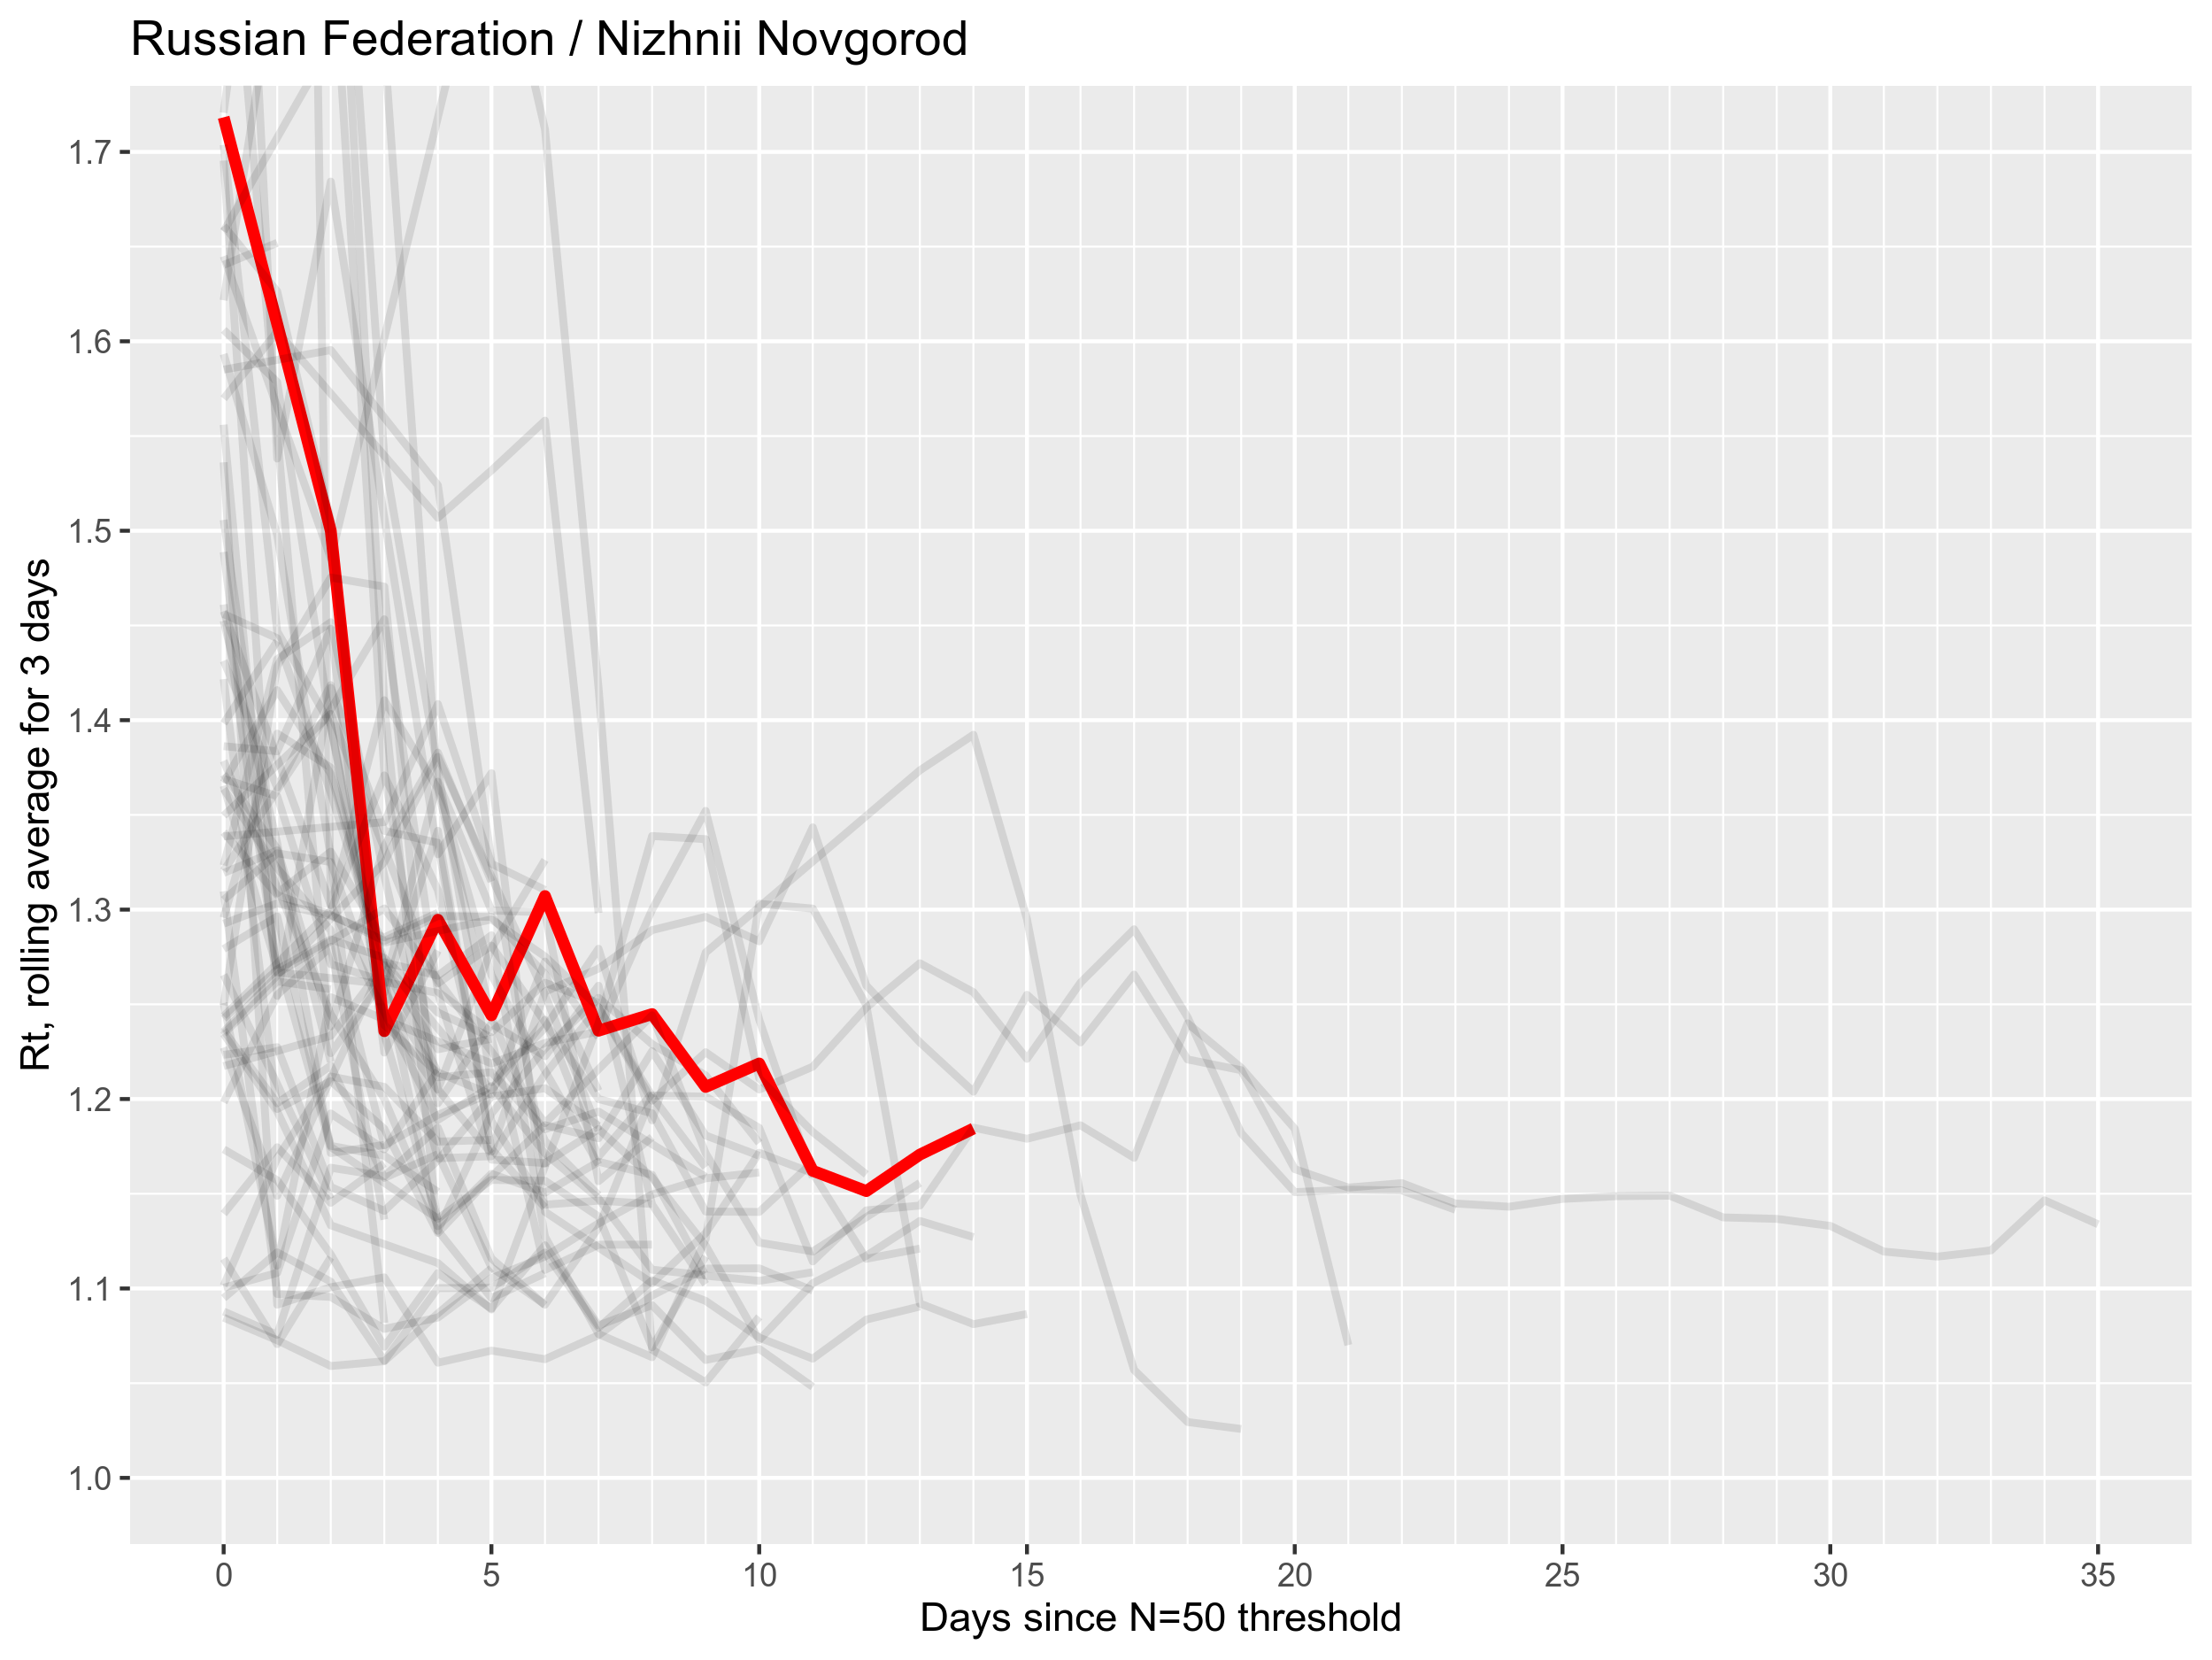 Russian Federation / Nizhnii Novgorod
Rt, rolling average for 3 days
1.7
1.6
1.5
1.4
1.3
1.2
1.1
1.0
0 5 10 15 20 25 30 35
Days since N=50 threshold